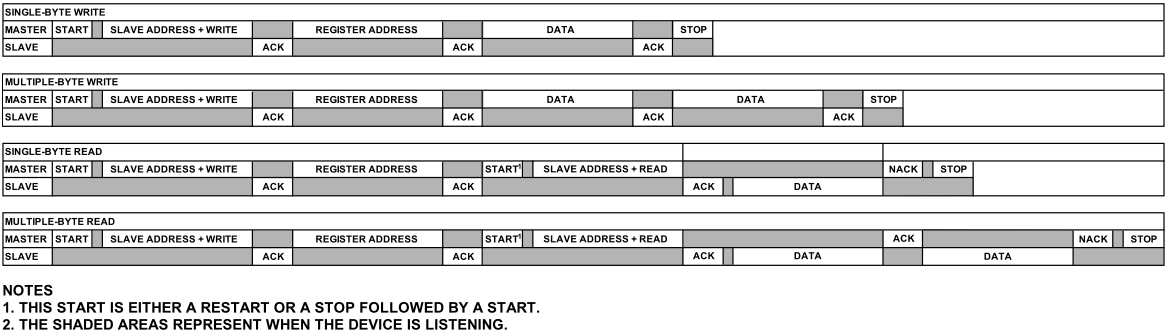 SINGLE-BYTE WRITE
MASTER START SLAVE ADDRESS + WRITE REGISTER ADDRESS DATA STOP
SLAVE ACK ACK ACK
MULTIPLE-BYTE WRITE
MASTER START SLAVE ADDRESS + WRITE REGISTER ADDRESS DATA DATA STOP
SLAVE ACK ACK ACK ACK
SINGLE-BYTE READ
MASTER START SLAVE ADDRESS + WRITE REGISTER ADDRESS START¹ SLAVE ADDRESS + READ NACK STOP
SLAVE ACK ACK ACK DATA
MULTIPLE-BYTE READ
MASTER START SLAVE ADDRESS + WRITE REGISTER ADDRESS START¹ SLAVE ADDRESS + READ ACK NACK STOP
SLAVE ACK ACK ACK DATA DATA
NOTES
1. THIS START IS EITHER A RESTART OR A STOP FOLLOWED BY A START.
2. THE SHADED AREAS REPRESENT WHEN THE DEVICE IS LISTENING.